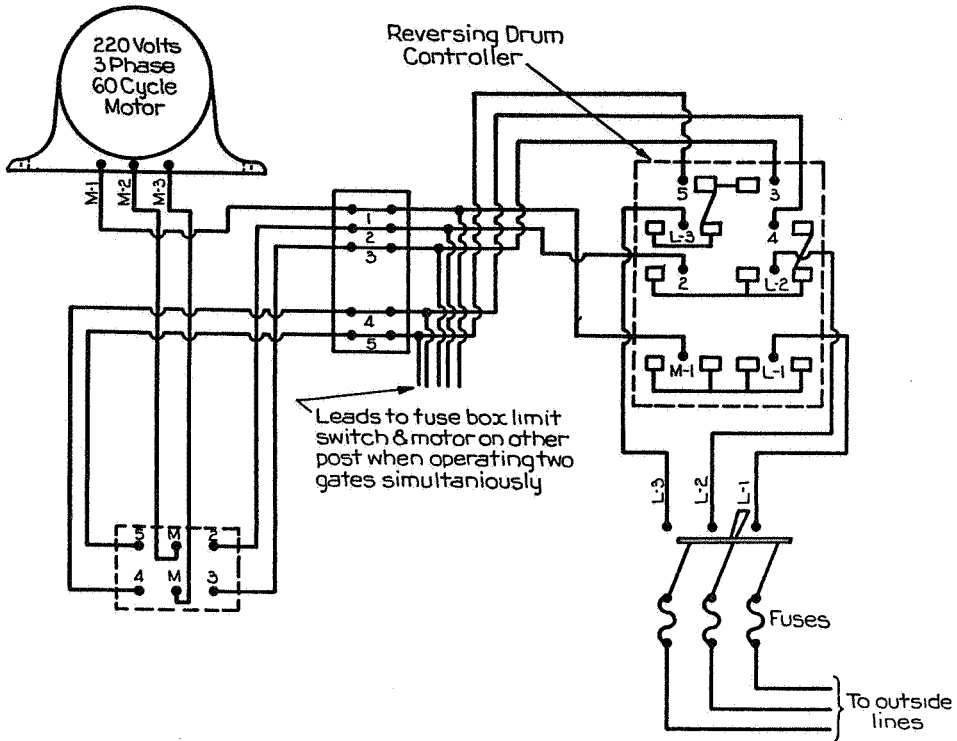 220 Volts
3 Phase
60 Cycle
Motor
M-1
M-2
M-3
Reversing Drum
Controller
1
2
3
4
5
5
3
L-3
4
2
L-2
M-1
L-1
Leads to fuse box limit
switch & motor on other
post when operating two
gates simultaniously
5 M 2
4 M 3
L-3
L-2
L-1
Fuses
To outside
lines